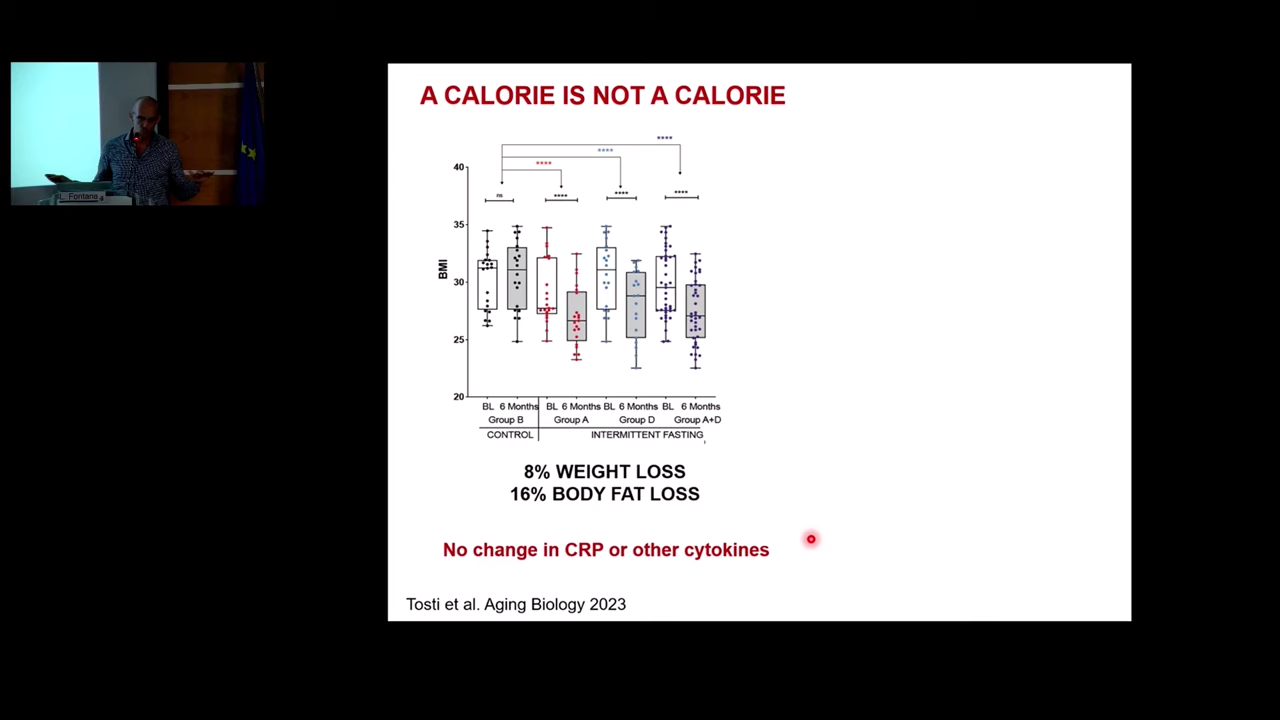 A CALORIE IS NOT A CALORIE
****
****
****
ns
****
****
****
40
35
30
25
20
BMI
BL 6 Months BL 6 Months BL 6 Months BL 6 Months
Group B Group A Group D Group A+D
CONTROL INTERMITTENT FASTING
8% WEIGHT LOSS
16% BODY FAT LOSS
No change in CRP or other cytokines
Tosti et al. Aging Biology 2023
L. Fontana